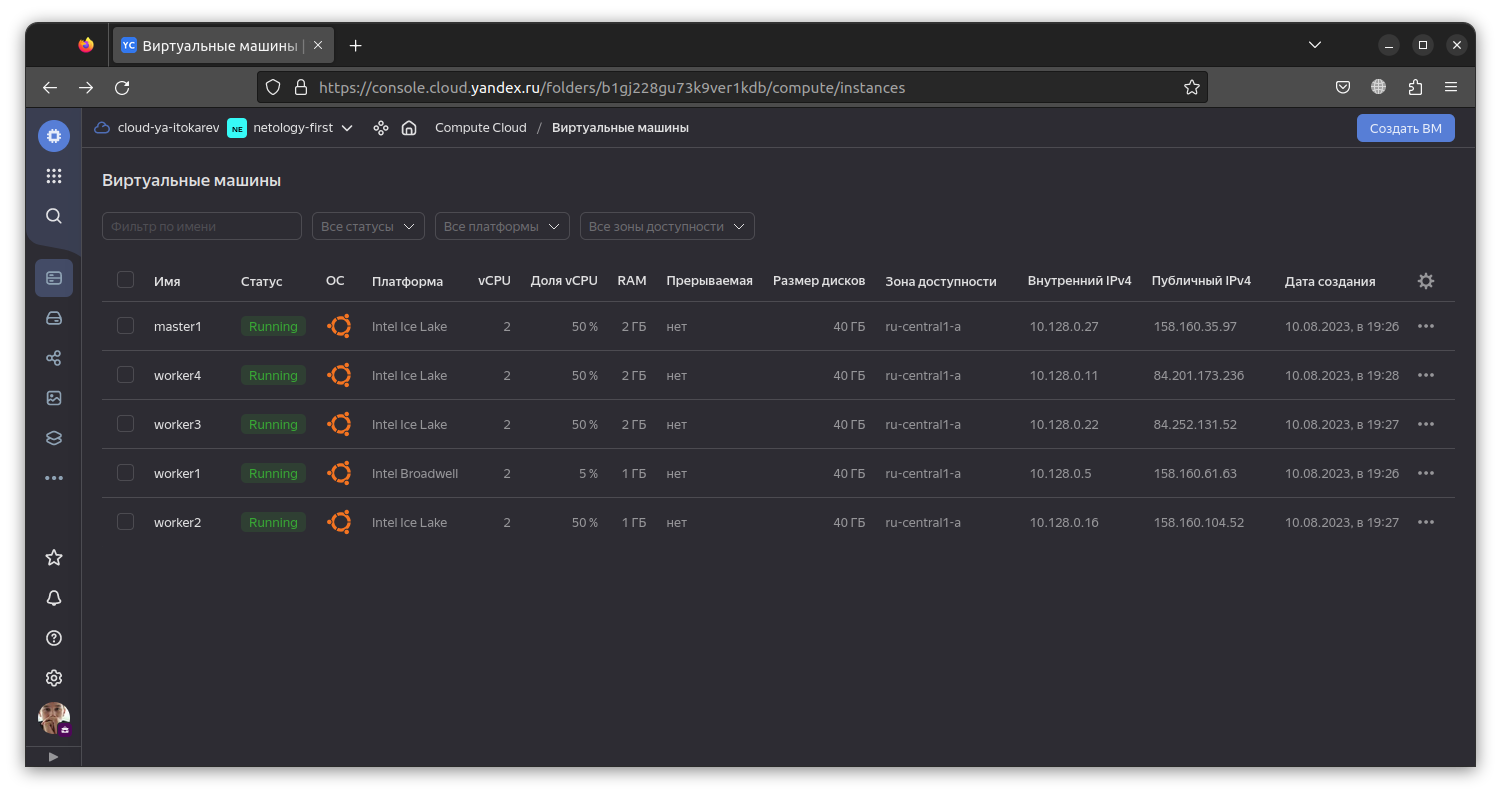 YC Виртуальные машины |
https://console.cloud.yandex.ru/folders/b1gj228gu73k9ver1kdb/compute/instances
cloud-ya-itokarev NE netology-first Compute Cloud / Виртуальные машины Создать ВМ
Виртуальные машины
Фильтр по имени Все статусы Все платформы Все зоны доступности
Имя Статус ОС Платформа vCPU Доля vCPU RAM Прерываемая Размер дисков Зона доступности Внутренний IPv4 Публичный IPv4 Дата создания
master1 Running Intel Ice Lake 2 50 % 2 ГБ нет 40 ГБ ru-central1-a 10.128.0.27 158.160.35.97 10.08.2023, в 19:26
worker4 Running Intel Ice Lake 2 50 % 2 ГБ нет 40 ГБ ru-central1-a 10.128.0.11 84.201.173.236 10.08.2023, в 19:28
worker3 Running Intel Ice Lake 2 50 % 2 ГБ нет 40 ГБ ru-central1-a 10.128.0.22 84.252.131.52 10.08.2023, в 19:27
worker1 Running Intel Broadwell 2 5 % 1 ГБ нет 40 ГБ ru-central1-a 10.128.0.5 158.160.61.63 10.08.2023, в 19:26
worker2 Running Intel Ice Lake 2 50 % 1 ГБ нет 40 ГБ ru-central1-a 10.128.0.16 158.160.104.52 10.08.2023, в 19:27